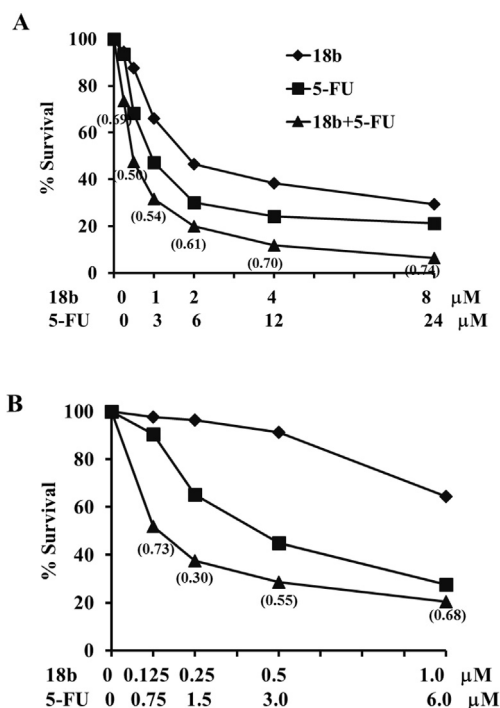 A
100
80
60
40
20
0
% Survival
18b
5-FU
18b+5-FU
(0.69)
(0.50)
(0.54)
(0.61)
(0.70)
(0.74)
18b 0 1 2 4 8 μM
5-FU 0 3 6 12 24 μM
B
100
80
60
40
20
0
% Survival
(0.73)
(0.30)
(0.55)
(0.68)
18b 0 0.125 0.25 0.5 1.0 μM
5-FU 0 0.75 1.5 3.0 6.0 μM